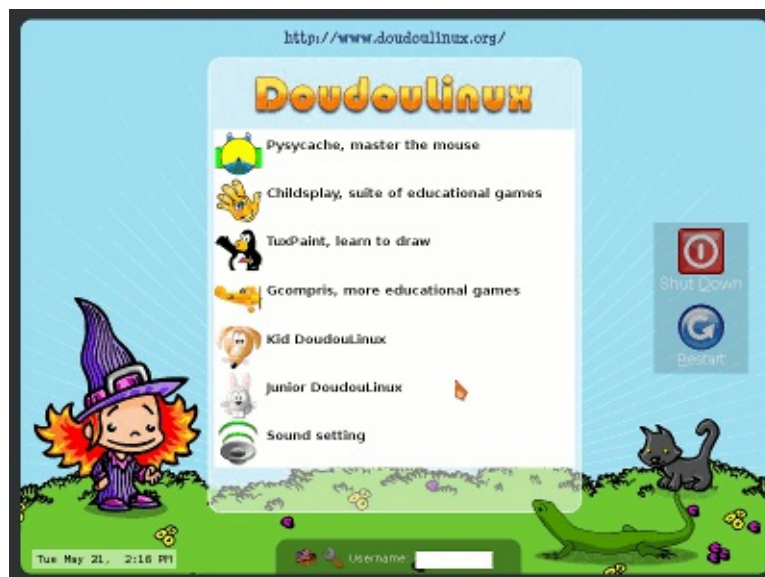 http://www.doudoulinux.org/
DoudouLinux
Pysycache, master the mouse
Childsplay, suite of educational games
TuxPaint, learn to draw
Gcompris, more educational games
Kid DoudouLinux
Junior DoudouLinux
Sound setting
Shut Down
Restart
Tue May 21, 2:16 PM
Username: